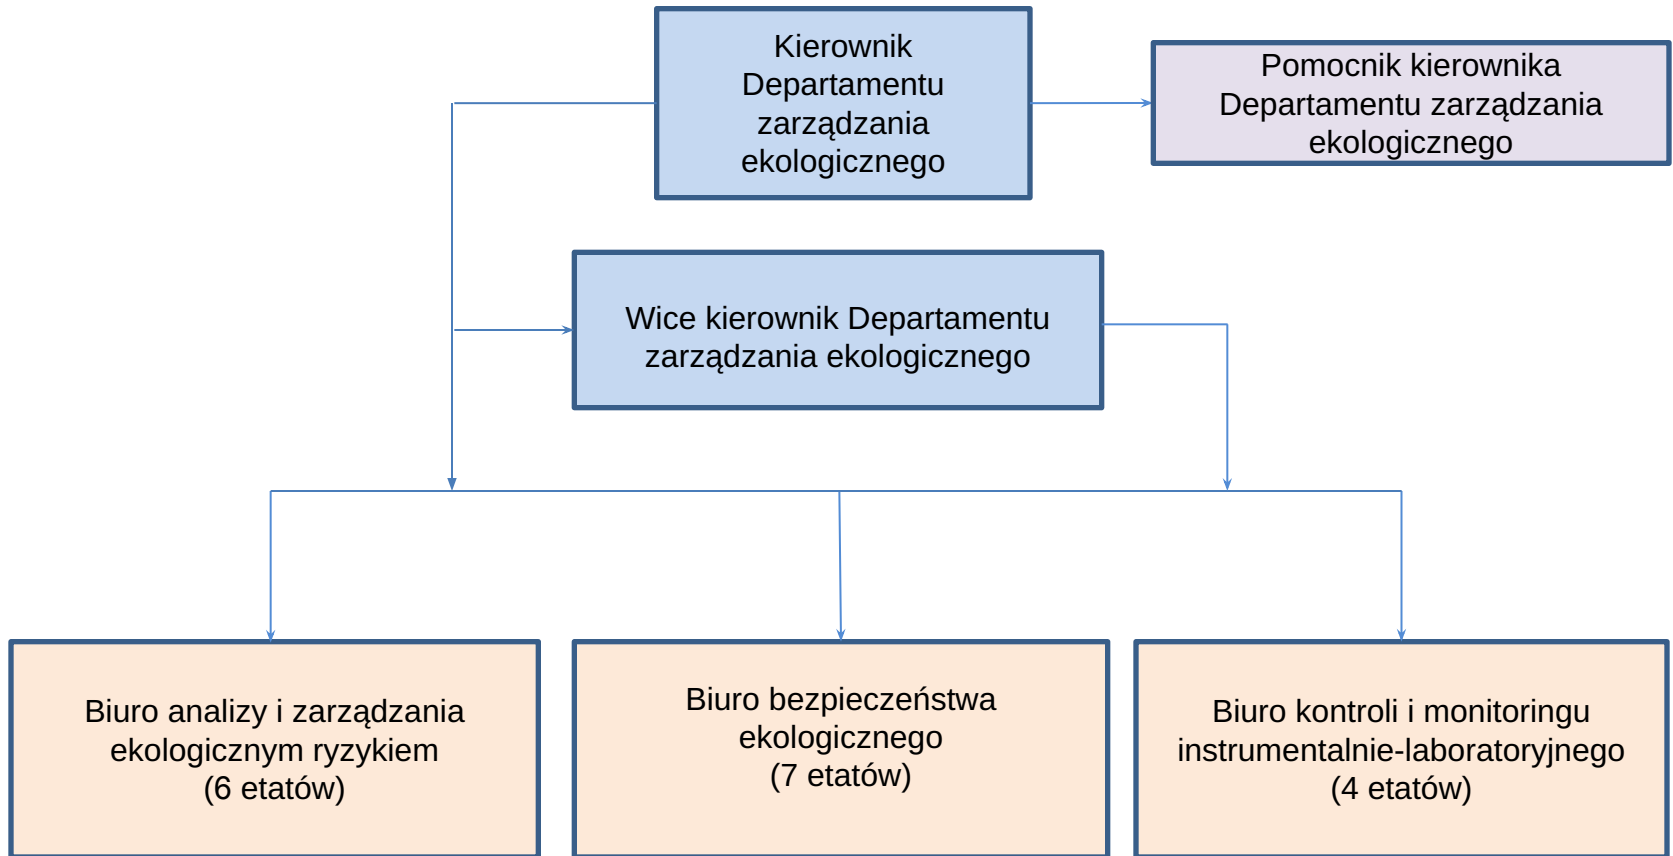 Kierownik
Departamentu
zarządzania
ekologicznego
Pomocnik kierownika
Departamentu zarządzania
ekologicznego
Wice kierownik Departamentu
zarządzania ekologicznego
Biuro analizy i zarządzania
ekologicznym ryzykiem
(6 etatów)
Biuro bezpieczeństwa
ekologicznego
(7 etatów)
Biuro kontroli i monitoringu
instrumentalnie-laboratoryjnego
(4 etatów)